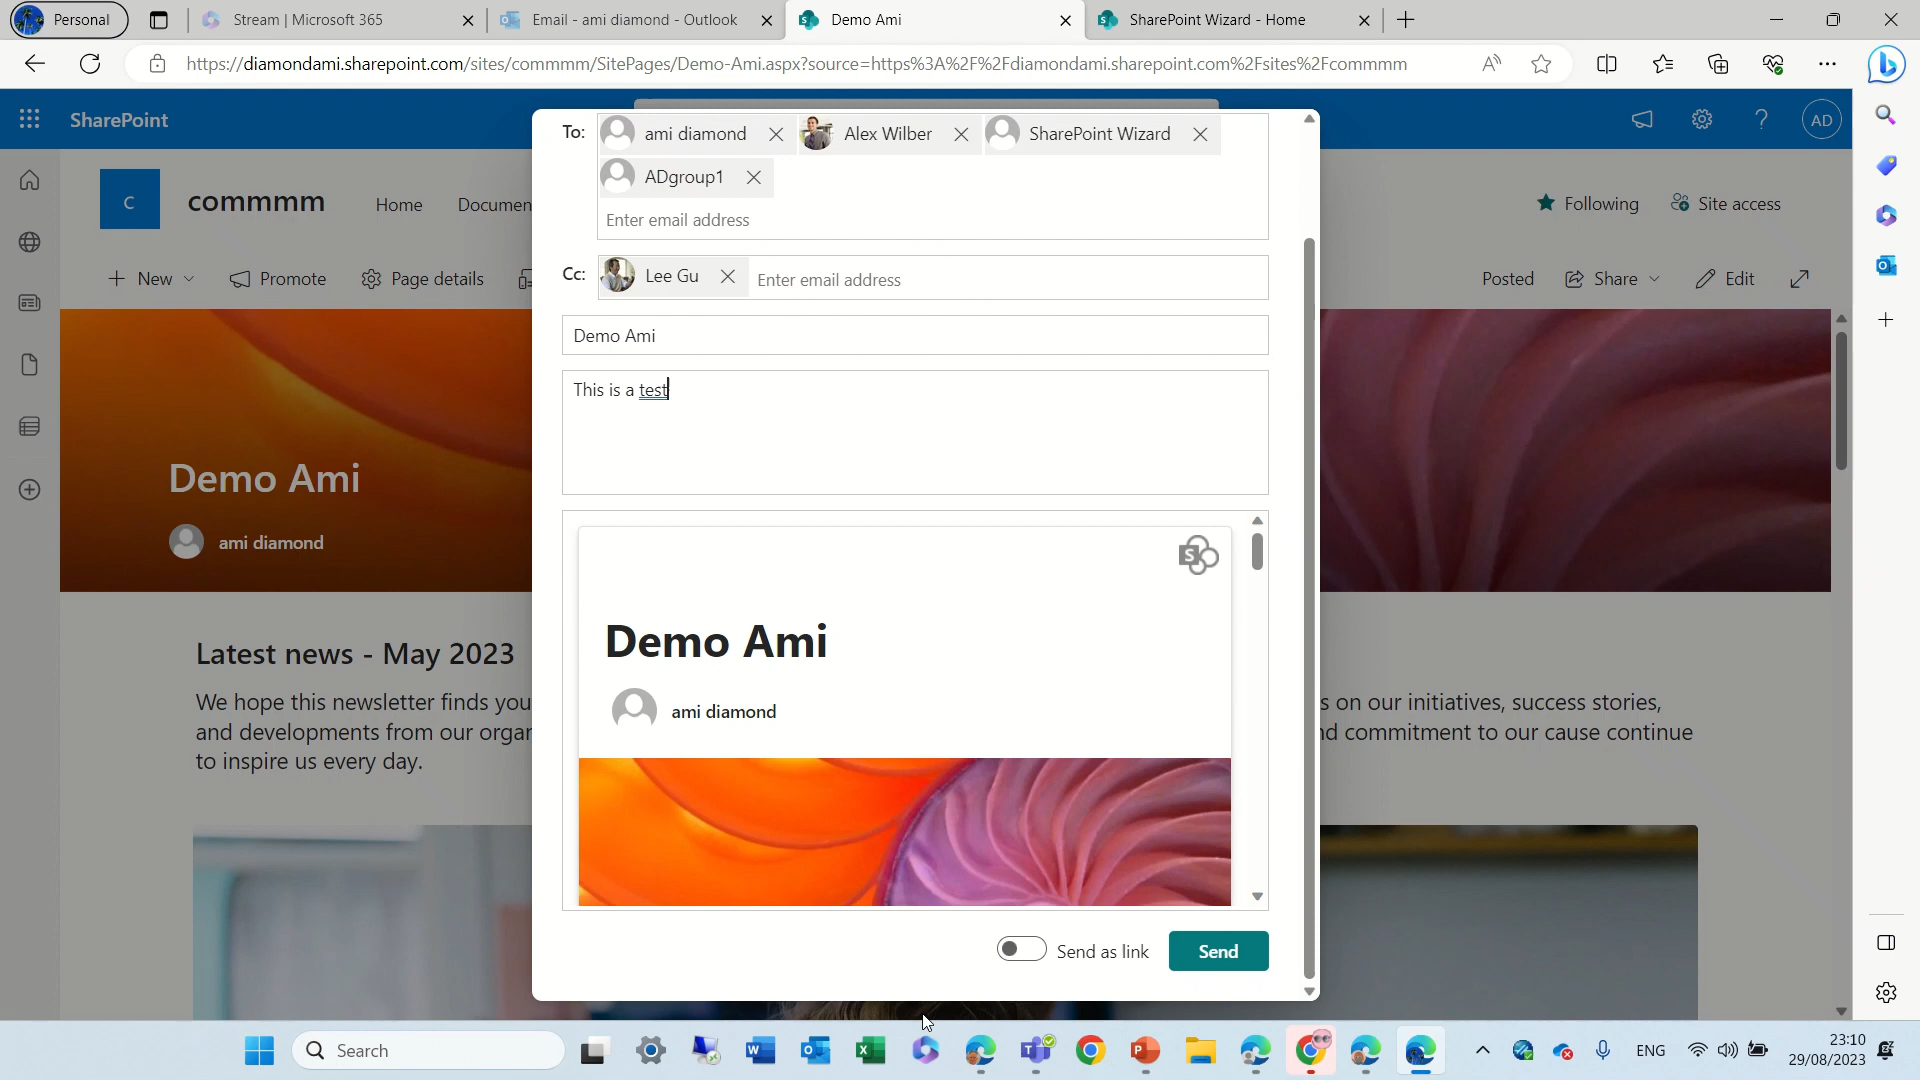 Personal
Stream | Microsoft 365
Email - ami diamond - Outlook
Demo Ami
SharePoint Wizard - Home
https://diamondami.sharepoint.com/sites/commmm/SitePages/Demo-Ami.aspx?source=https%3A%2F%2Fdiamondami.sharepoint.com%2Fsites%2Fcommmm
SharePoint
AD
C
commmm
Home
Documen
Following
Site access
New
Promote
Page details
Posted
Share
Edit
To:
ami diamond
Alex Wilber
SharePoint Wizard
ADgroup1
Enter email address
Cc:
Lee Gu
Enter email address
Demo Ami
This is a test
Demo Ami
ami diamond
Send as link
Send
Demo Ami
ami diamond
Latest news - May 2023
We hope this newsletter finds you
s on our initiatives, success stories,
and developments from our organ
nd commitment to our cause continue
to inspire us every day.
Search
ENG
23:10
29/08/2023